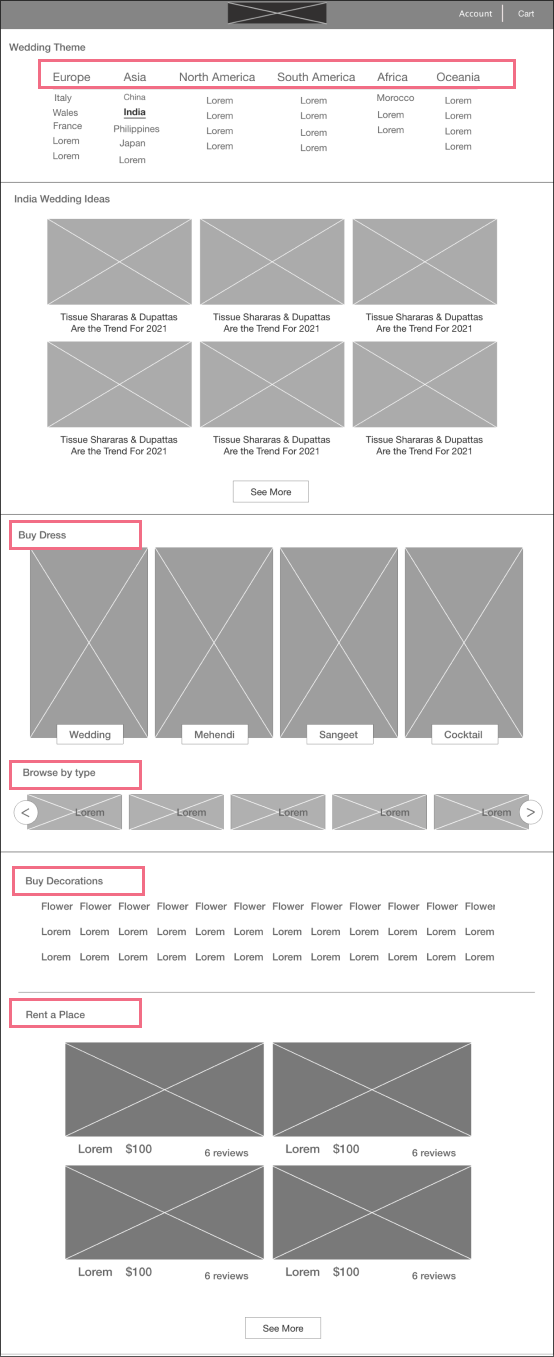 Account Cart
Wedding Theme
Europe Asia North America South America Africa Oceania
Italy China Lorem Lorem Morocco Lorem
Wales India Lorem Lorem Lorem Lorem
France Philippines Lorem Lorem Lorem Lorem
Lorem Japan Lorem Lorem Lorem
Lorem Lorem
India Wedding Ideas
Tissue Shararas & Dupattas Tissue Shararas & Dupattas Tissue Shararas & Dupattas
Are the Trend For 2021 Are the Trend For 2021 Are the Trend For 2021
Tissue Shararas & Dupattas Tissue Shararas & Dupattas Tissue Shararas & Dupattas
Are the Trend For 2021 Are the Trend For 2021 Are the Trend For 2021
See More
Buy Dress
Wedding Mehendi Sangeet Cocktail
Browse by type
< Lorem Lorem Lorem Lorem Lorem >
Buy Decorations
Flower Flower Flower Flower Flower Flower Flower Flower Flower Flower Flower Flower
Lorem Lorem Lorem Lorem Lorem Lorem Lorem Lorem Lorem Lorem Lorem Lorem
Lorem Lorem Lorem Lorem Lorem Lorem Lorem Lorem Lorem Lorem Lorem Lorem
Rent a Place
Lorem $100 6 reviews Lorem $100 6 reviews
Lorem $100 6 reviews Lorem $100 6 reviews
See More